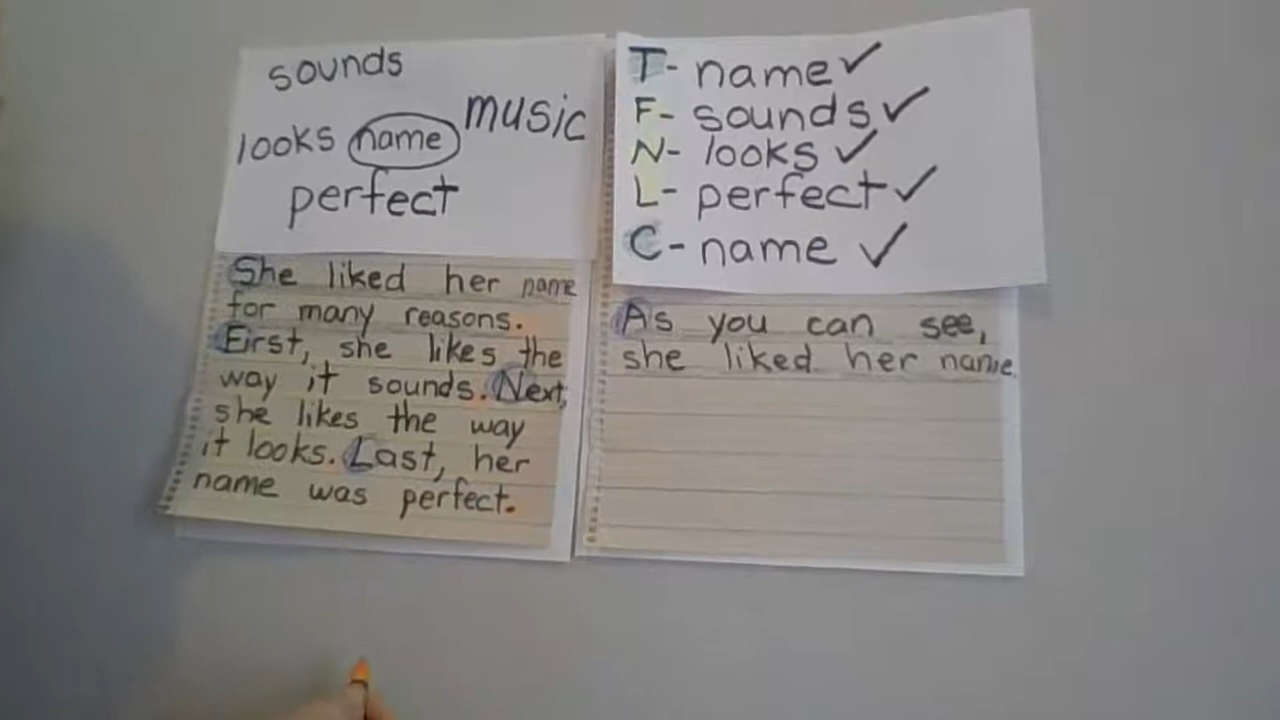 sounds
music
looks name
perfect
She liked her name
for many reasons.
First, she likes the
way it sounds. Next,
she likes the way
it looks. Last, her
name was perfect.
T- name ✓
F- sounds ✓
N- looks ✓
L- perfect ✓
C- name ✓
As you can see,
she liked her name.